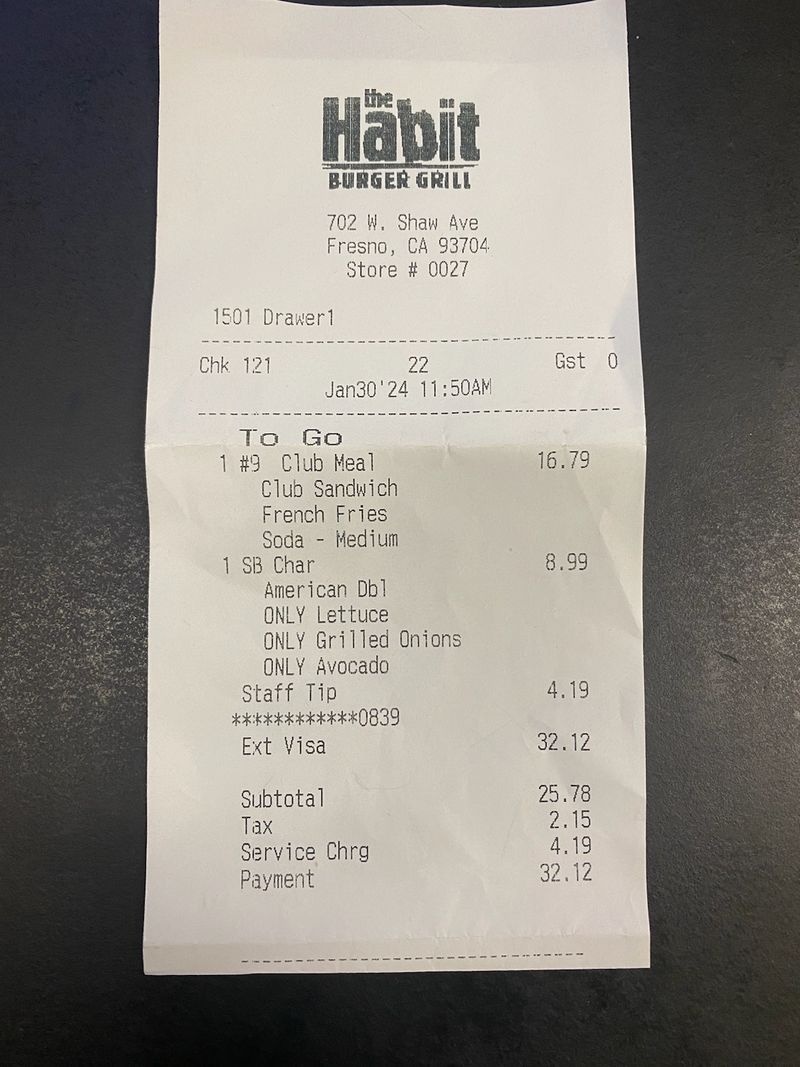 the
Habit
BURGER GRILL
702 W. Shaw Ave
Fresno, CA 93704
Store # 0027
1501 Drawer1
Chk 121 22 Gst 0
Jan30'24 11:50AM
To Go
1 #9 Club Meal 16.79
Club Sandwich
French Fries
Soda - Medium
1 SB Char 8.99
American Dbl
ONLY Lettuce
ONLY Grilled Onions
ONLY Avocado
Staff Tip 4.19
************0839
Ext Visa 32.12
Subtotal 25.78
Tax 2.15
Service Chrg 4.19
Payment 32.12